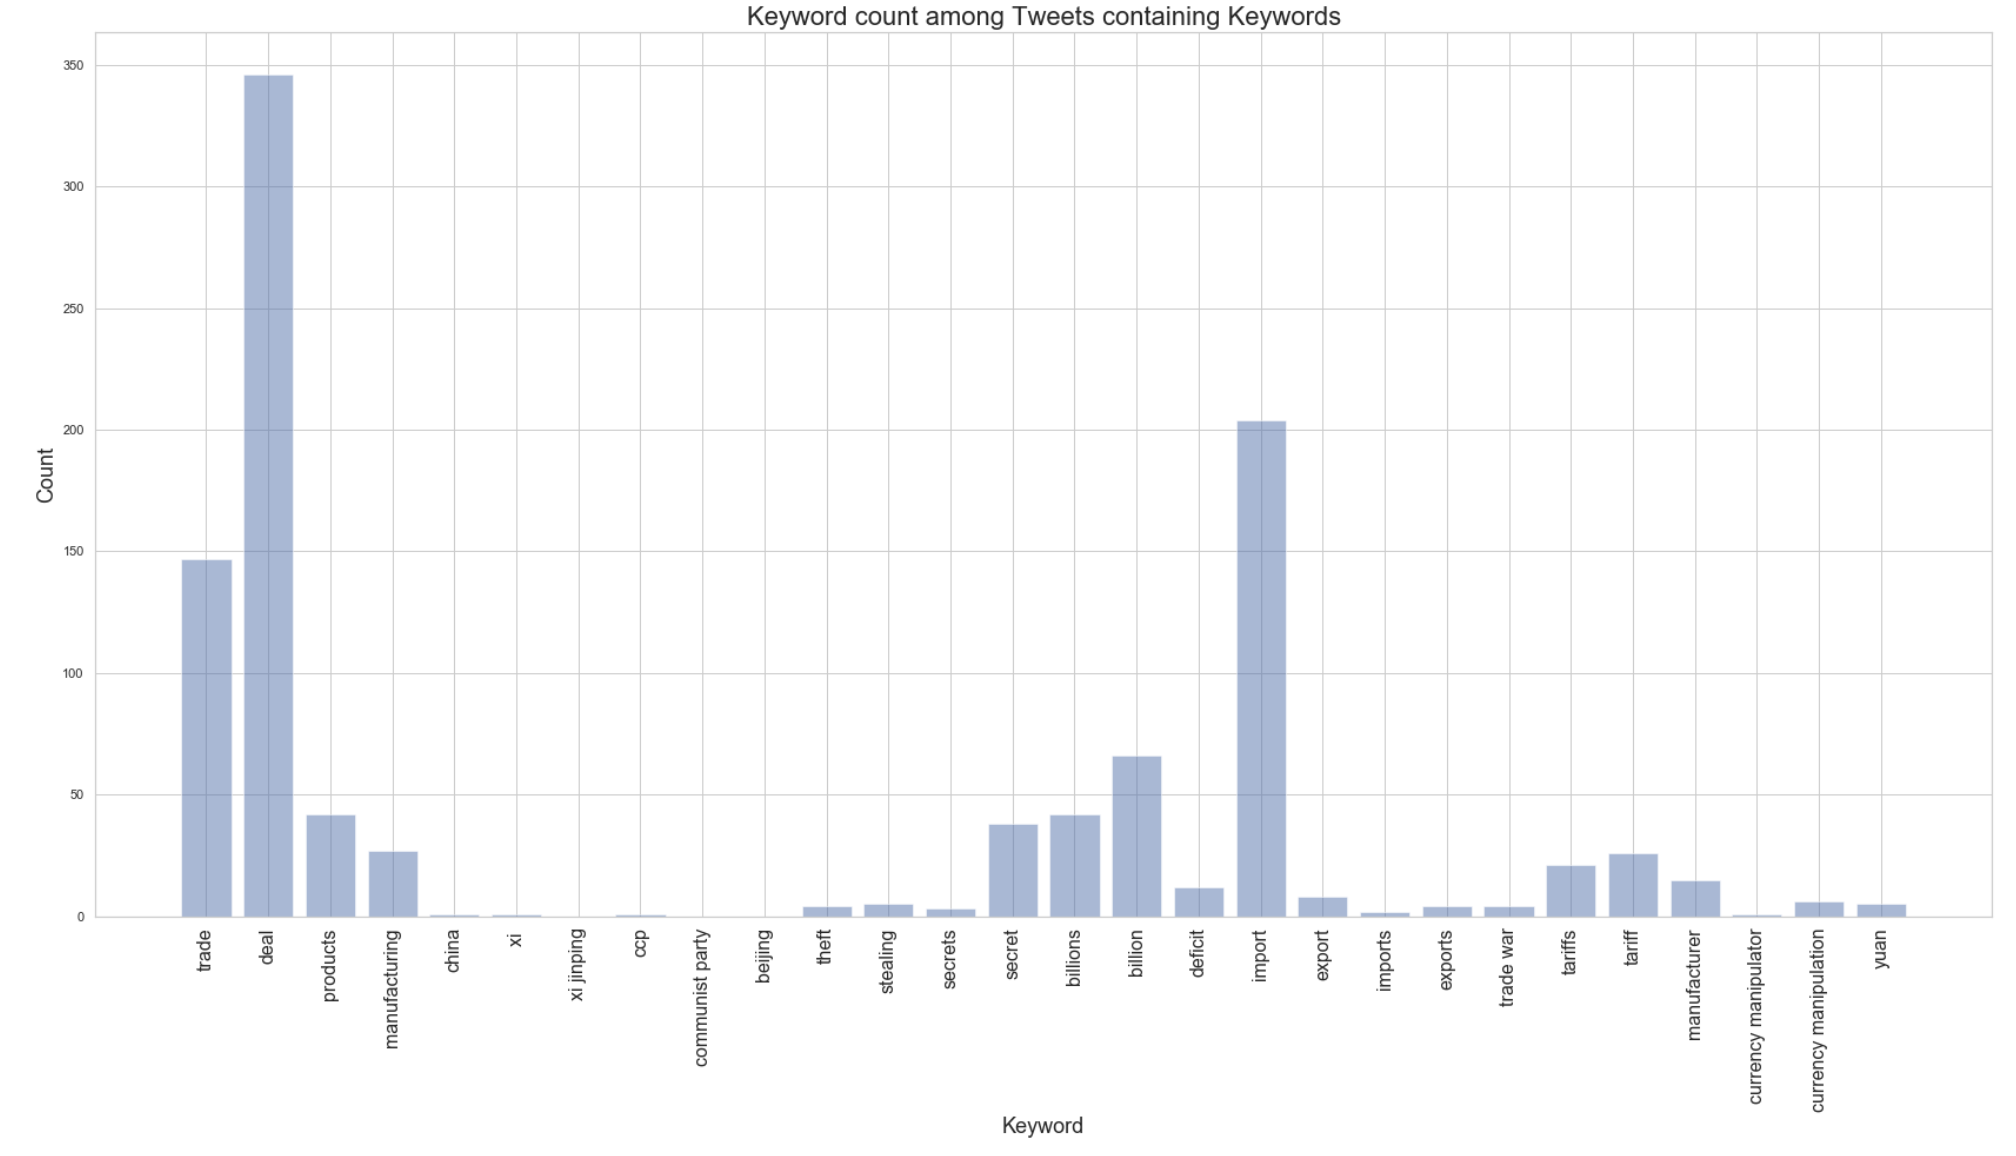 Keyword count among Tweets containing Keywords
350
300
250
200
150
100
50
0
Count
trade
deal
products
manufacturing
china
xi
xi jinping
ccp
communist party
beijing
theft
stealing
secrets
secret
billions
billion
deficit
import
export
imports
exports
trade war
tariffs
tariff
manufacturer
currency manipulator
currency manipulation
yuan
Keyword